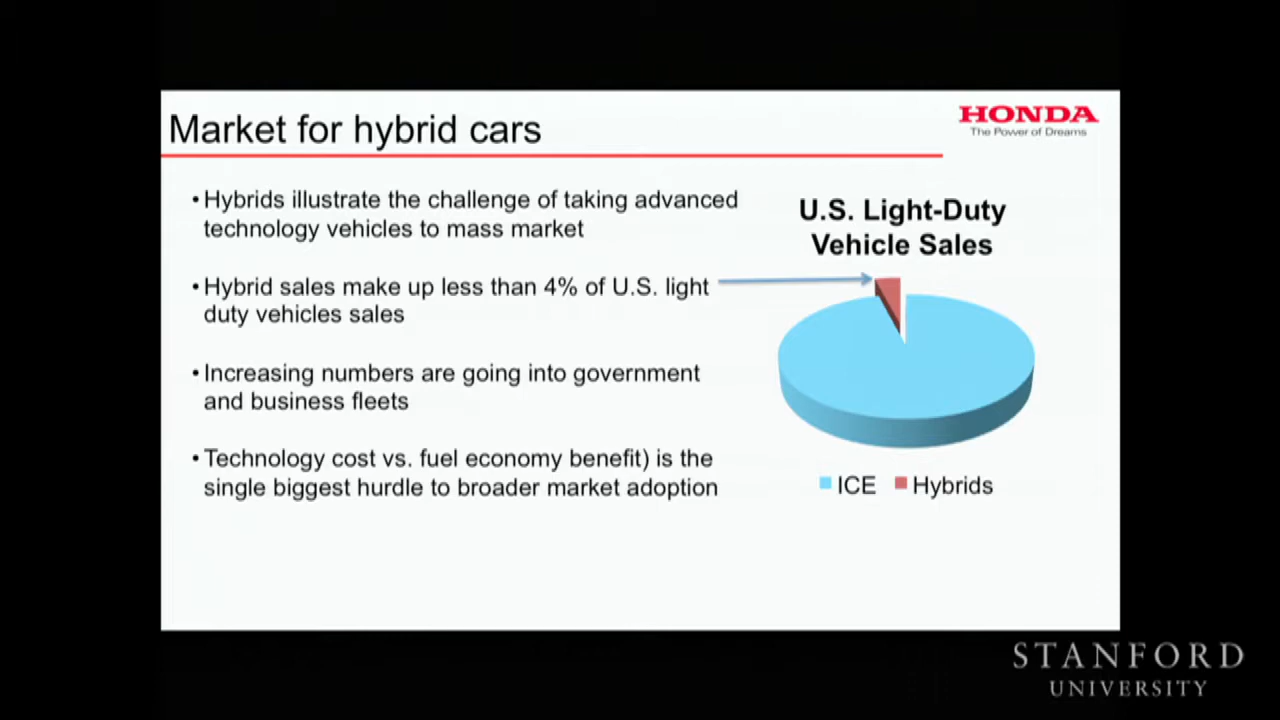 Market for hybrid cars
HONDA
The Power of Dreams
• Hybrids illustrate the challenge of taking advanced
technology vehicles to mass market
• Hybrid sales make up less than 4% of U.S. light
duty vehicles sales
• Increasing numbers are going into government
and business fleets
• Technology cost vs. fuel economy benefit) is the
single biggest hurdle to broader market adoption
U.S. Light-Duty
Vehicle Sales
ICE Hybrids
STANFORD
UNIVERSITY